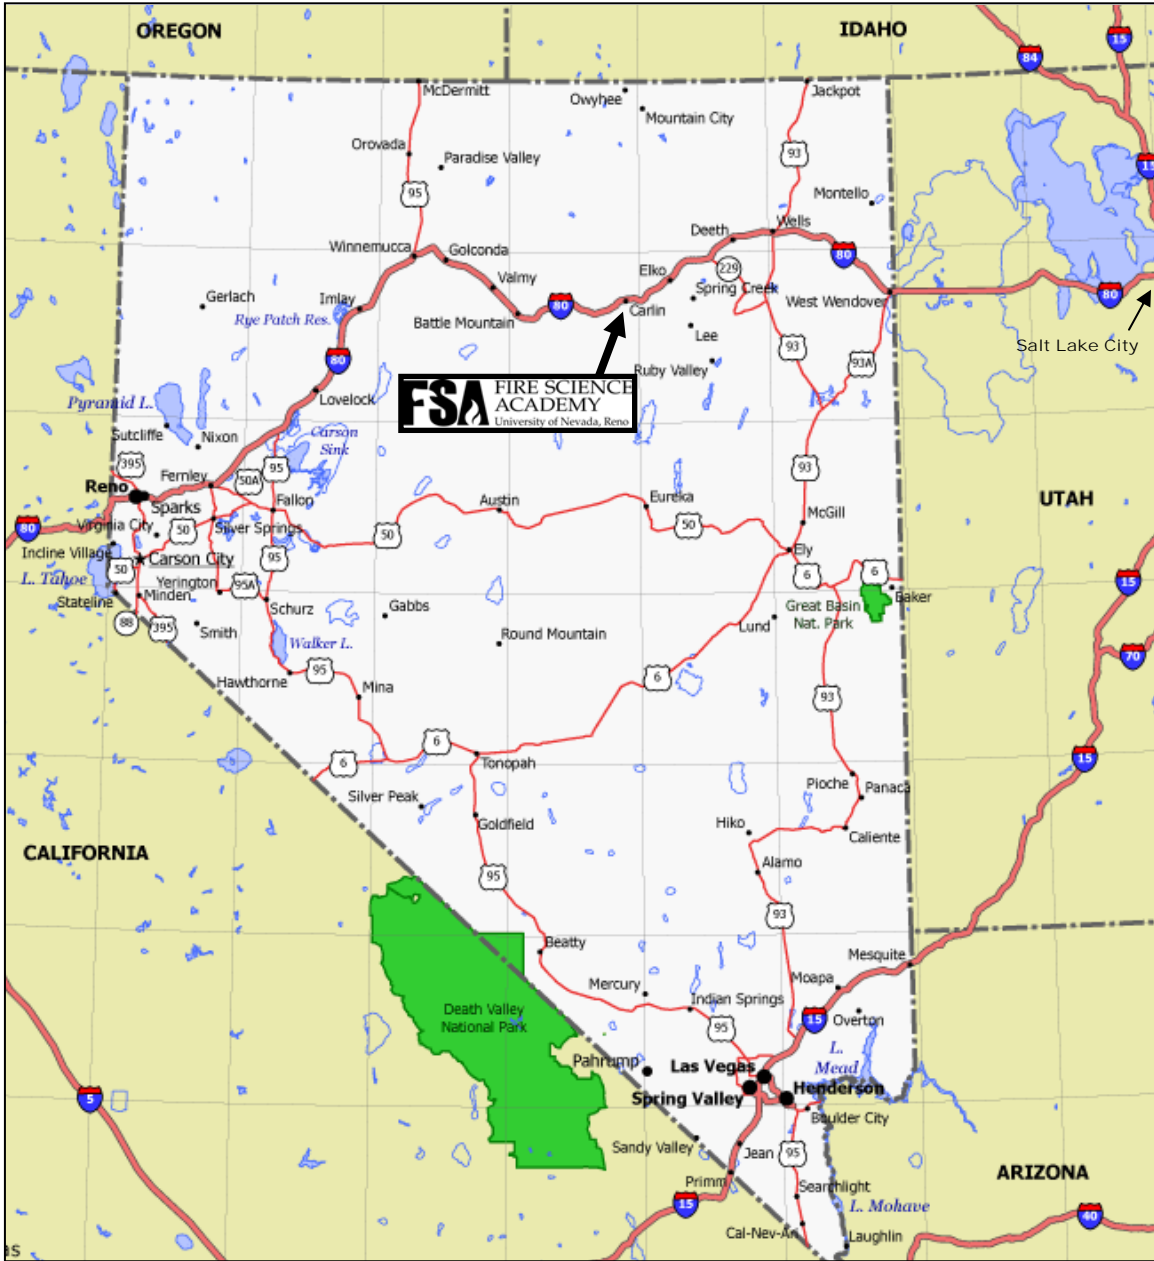 OREGON
IDAHO
84
15
McDermitt
Owyhee
Jackpot
Mountain City
Orovada
Paradise Valley
93
15
95
Montello
Deeth
Wells
Winnemucca
Golconda
80
Elko
229
Valmy
Spring Creek
Gerlach
Imlay
80
Carlin
West Wendover
80
Rye Patch Res.
Battle Mountain
Lee
Salt Lake City
80
93
93A
Ruby Valley
FSA FIRE SCIENCE
ACADEMY
University of Nevada, Reno
Lovelock
Pyramid L.
Sutcliffe
Nixon
Carson
Sink
395
Fernley
50A
95
93
Reno
Sparks
Fallon
Austin
Eureka
UTAH
80
Virginia City
50
Silver Springs
50
50
McGill
Incline Village
Carson City
95
Ely
L. Tahoe
50
Yerington
95A
6
6
15
Stateline
Minden
Schurz
Gabbs
Great Basin
Nat. Park
Baker
88
395
Smith
Round Mountain
Lund
Walker L.
70
Hawthorne
95
Mina
6
93
6
6
Tonopah
15
Silver Peak
Pioche
Panaca
Goldfield
Hiko
Caliente
CALIFORNIA
Alamo
95
93
Beatty
Mesquite
Mercury
Moapa
Death Valley
National Park
Indian Springs
95
15
Overton
L.
Mead
Pahrump
Las Vegas
Spring Valley
Henderson
5
Boulder City
Sandy Valley
Jean
95
Primm
ARIZONA
Searchlight
15
L. Mohave
40
Cal-Nev-Ari
Laughlin
as